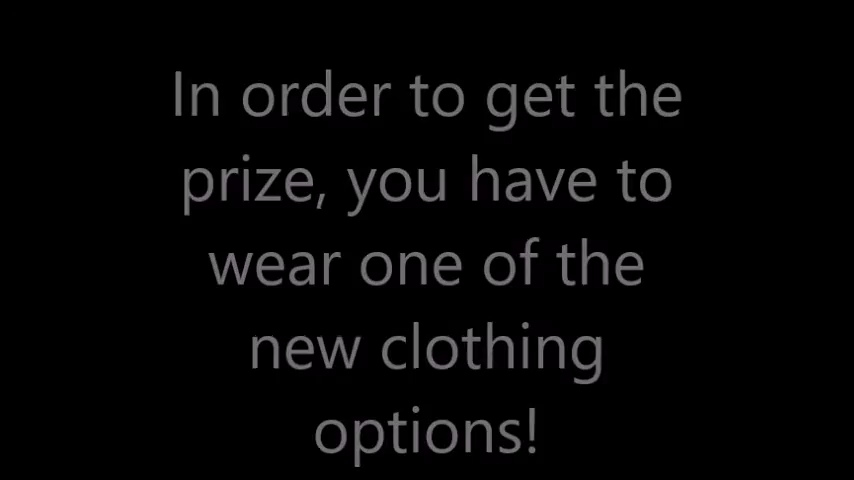 In order to get the
prize, you have to
wear one of the
new clothing
options!